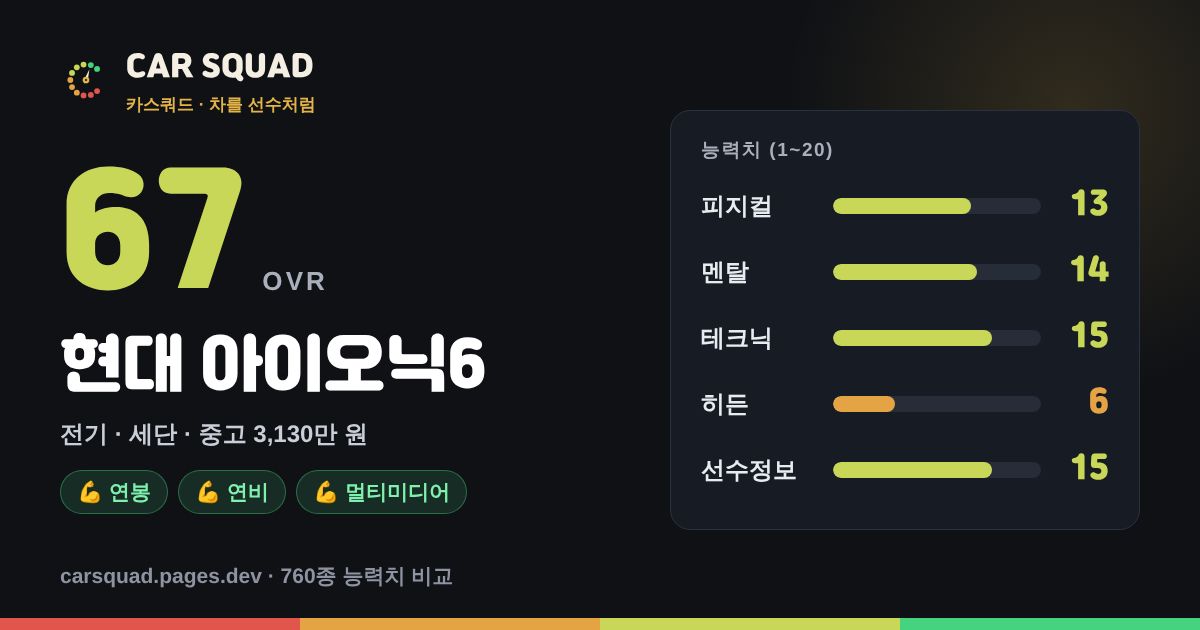 CAR SQUAD
카스쿼드 · 차를 선수처럼
67 OVR
현대 아이오닉6
전기 · 세단 · 중고 3,130만 원
💪 연봉 💪 연비 💪 멀티미디어
carsquad.pages.dev · 760종 능력치 비교
능력치 (1~20)
피지컬 13
멘탈 14
테크닉 15
히든 6
선수정보 15